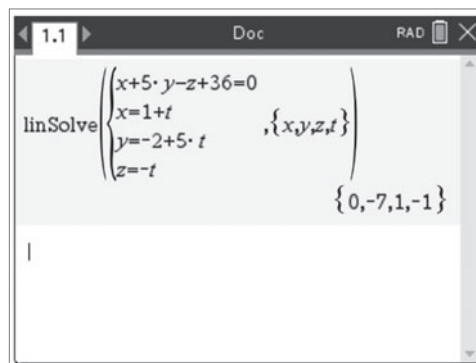 1.1 Doc RAD
x+5·y−z+36=0
x=1+t
linSolve ,{x,y,z,t}
y=−2+5·t
z=−t
{0,−7,1,−1}